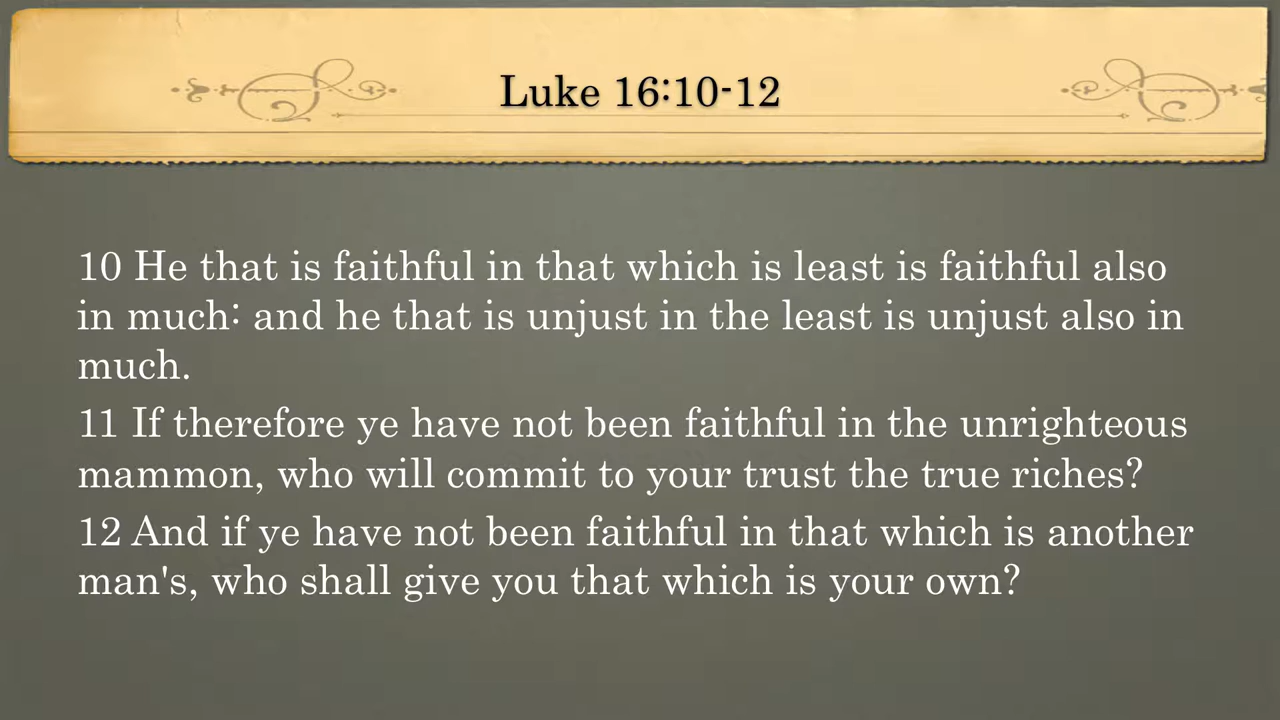 Luke 16:10-12
10 He that is faithful in that which is least is faithful also
in much: and he that is unjust in the least is unjust also in
much.
11 If therefore ye have not been faithful in the unrighteous
mammon, who will commit to your trust the true riches?
12 And if ye have not been faithful in that which is another
man's, who shall give you that which is your own?